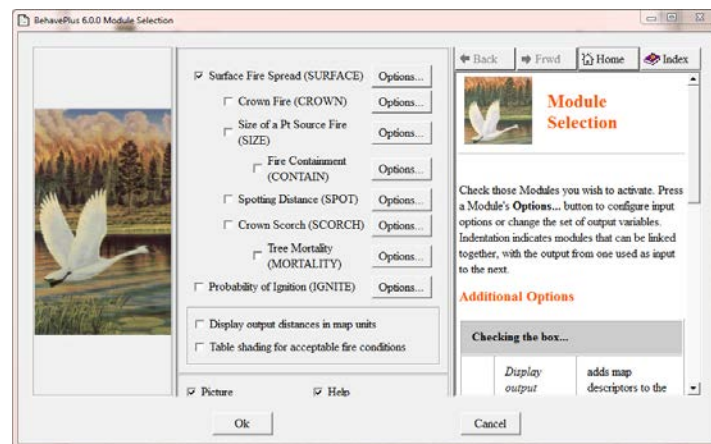 BehavePlus 6.0.0 Module Selection
Surface Fire Spread (SURFACE) Options...
Crown Fire (CROWN) Options...
Size of a Pt Source Fire
(SIZE) Options...
Fire Containment
(CONTAIN) Options...
Spotting Distance (SPOT) Options...
Crown Scorch (SCORCH) Options...
Tree Mortality
(MORTALITY) Options...
Probability of Ignition (IGNITE) Options...
Display output distances in map units
Table shading for acceptable fire conditions
Picture Help
Back Frwd Home Index
Module
Selection
Check those Modules you wish to activate. Press
a Module's Options... button to configure input
options or change the set of output variables.
Indentation indicates modules that can be linked
together, with the output from one used as input
to the next.
Additional Options
Checking the box...
Display adds map
output descriptors to the
Ok Cancel